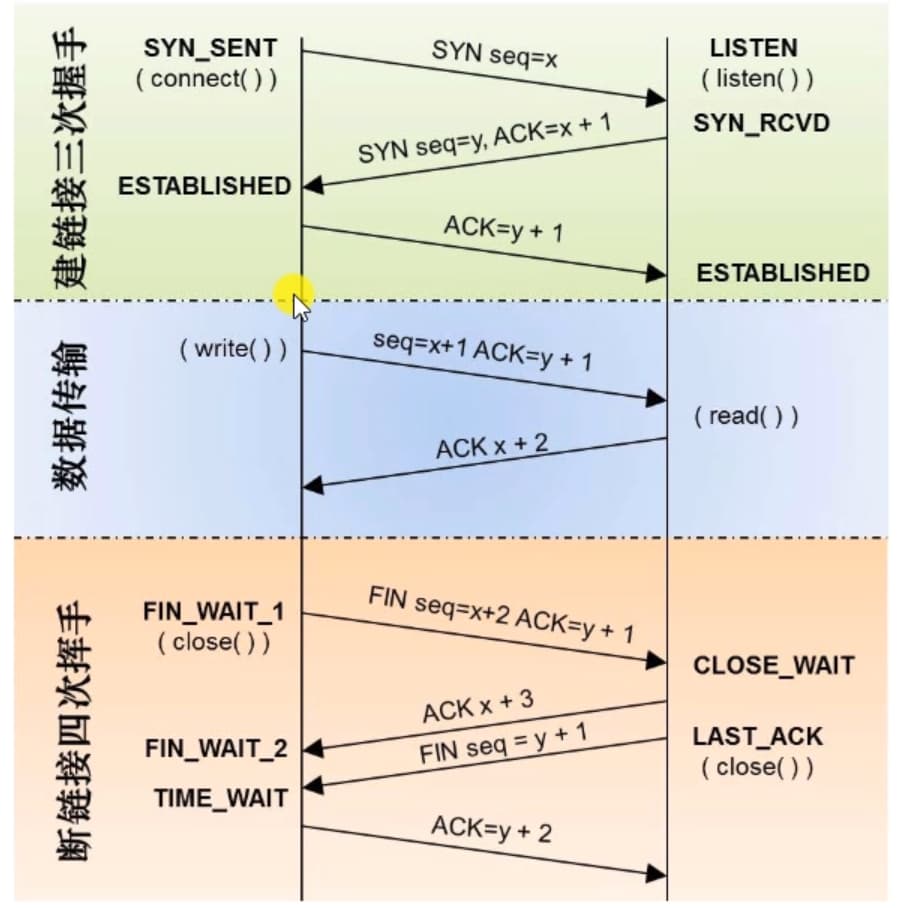 建链接三次握手
SYN_SENT
( connect( ) )
SYN seq=x
LISTEN
( listen( ) )
SYN_RCVD
SYN seq=y, ACK=x + 1
ESTABLISHED
ACK=y + 1
ESTABLISHED
数据传输
( write( ) )
seq=x+1 ACK=y + 1
( read( ) )
ACK x + 2
断链接四次挥手
FIN_WAIT_1
( close( ) )
FIN seq=x+2 ACK=y + 1
CLOSE_WAIT
ACK x + 3
FIN_WAIT_2
FIN seq = y + 1
LAST_ACK
( close( ) )
TIME_WAIT
ACK=y + 2